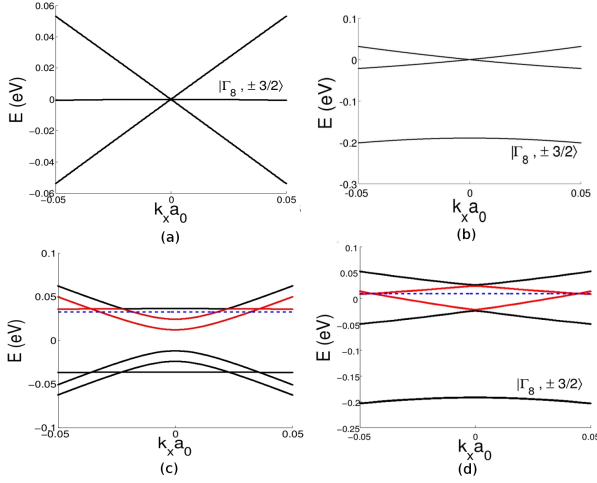 0.06
0.04
0.02
0
−0.02
−0.04
−0.06
E (eV)
|Γ8 , ± 3/2⟩
−0.05
0
0.05
kxa0
(a)
0.1
0
-0.1
-0.2
-0.3
E (eV)
|Γ8 , ± 3/2⟩
-0.05
0
0.05
kxa0
(b)
0.1
0.05
0
−0.05
−0.1
E (eV)
−0.05
0
0.05
kxa0
(c)
0.1
0.05
0
−0.05
−0.1
−0.15
−0.2
−0.25
E (eV)
|Γ8 , ± 3/2⟩
−0.05
0
0.05
kxa0
(d)